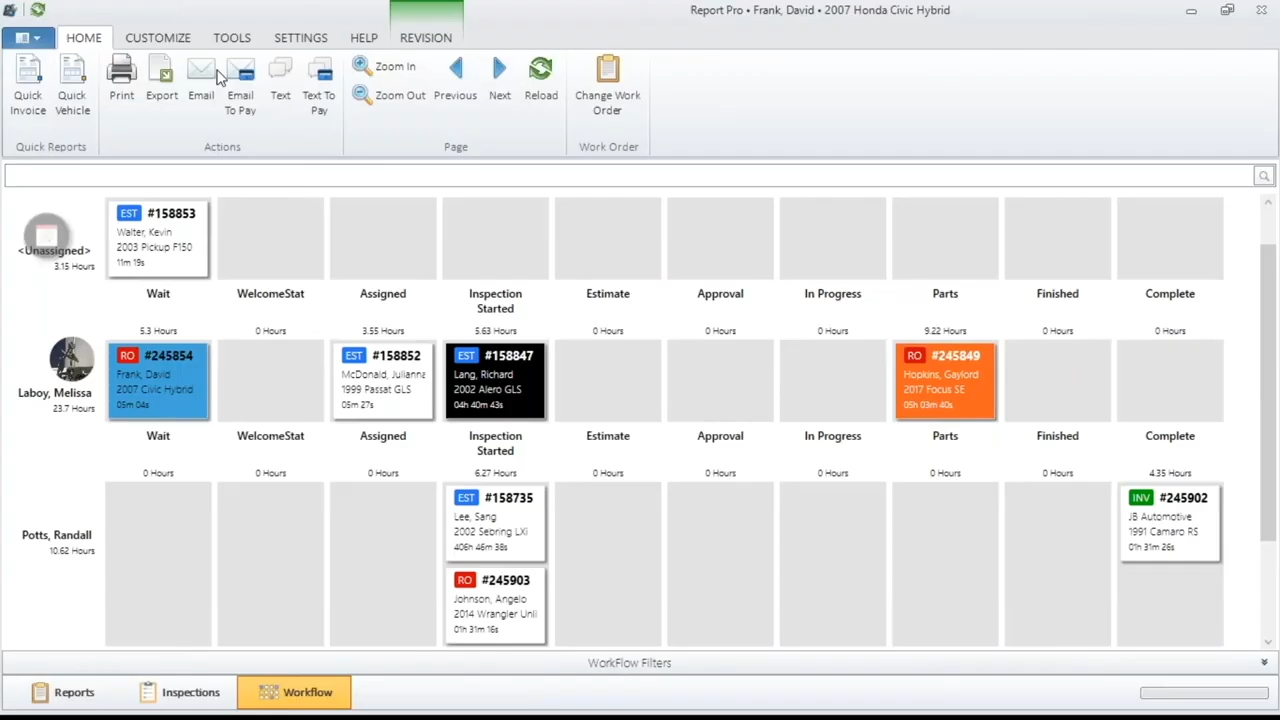 Report Pro • Frank, David • 2007 Honda Civic Hybrid
HOME CUSTOMIZE TOOLS SETTINGS HELP REVISION
Quick Invoice
Quick Vehicle
Print
Export
Email
Email To Pay
Text
Text To Pay
Zoom In
Zoom Out
Previous
Next
Reload
Change Work Order
Quick Reports Actions Page Work Order
EST #158853
Walter, Kevin
2003 Pickup F150
11m 19s
<Unassigned>
3.15 Hours
Wait WelcomeStat Assigned Inspection Started Estimate Approval In Progress Parts Finished Complete
5.3 Hours 0 Hours 3.55 Hours 5.63 Hours 0 Hours 0 Hours 0 Hours 9.22 Hours 0 Hours 0 Hours
Laboy, Melissa
23.7 Hours
RO #245854
Frank, David
2007 Civic Hybrid
05m 04s
EST #158852
McDonald, Julianne
1999 Passat GLS
05m 27s
EST #158847
Lang, Richard
2002 Alero GLS
04h 40m 43s
RO #245849
Hopkins, Gaylord
2017 Focus SE
05h 03m 40s
Wait WelcomeStat Assigned Inspection Started Estimate Approval In Progress Parts Finished Complete
0 Hours 0 Hours 0 Hours 6.27 Hours 0 Hours 0 Hours 0 Hours 0 Hours 0 Hours 4.35 Hours
Potts, Randall
10.62 Hours
EST #158735
Lee, Sang
2002 Sebring LXi
406h 46m 38s
RO #245903
Johnson, Angelo
2014 Wrangler Unli
01h 31m 16s
INV #245902
JB Automotive
1991 Camaro RS
01h 31m 26s
WorkFlow Filters
Reports Inspections Workflow